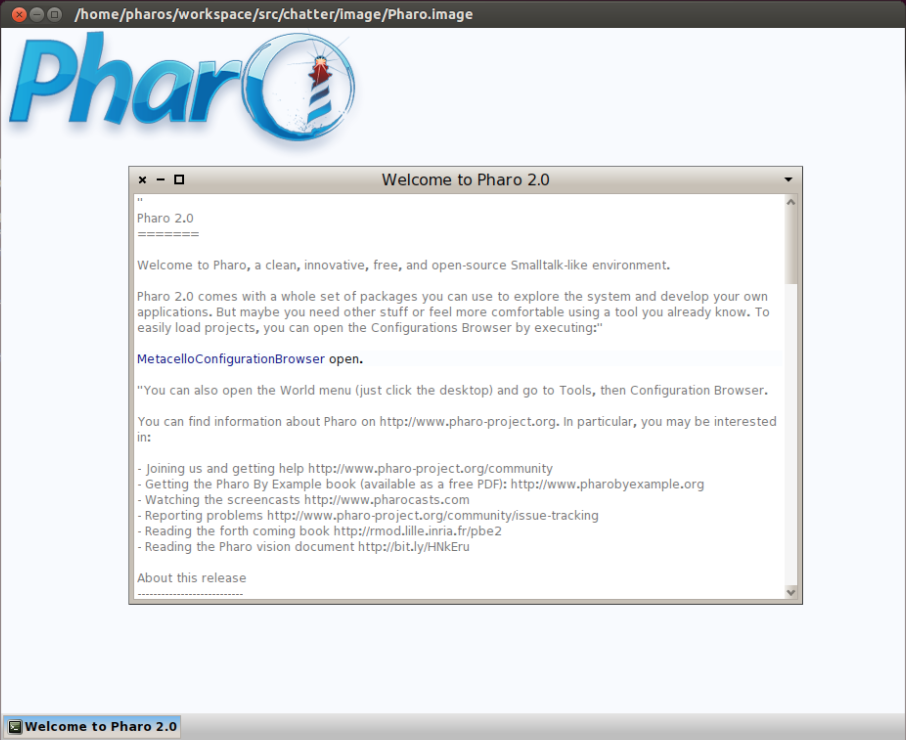 /home/pharos/workspace/src/chatter/image/Pharo.image
Pharo
Welcome to Pharo 2.0
"
Pharo 2.0
=======
Welcome to Pharo, a clean, innovative, free, and open-source Smalltalk-like environment.
Pharo 2.0 comes with a whole set of packages you can use to explore the system and develop your own
applications. But maybe you need other stuff or feel more comfortable using a tool you already know. To
easily load projects, you can open the Configurations Browser by executing:"
MetacelloConfigurationBrowser open.
"You can also open the World menu (just click the desktop) and go to Tools, then Configuration Browser.
You can find information about Pharo on http://www.pharo-project.org. In particular, you may be interested
in:
- Joining us and getting help http://www.pharo-project.org/community
- Getting the Pharo By Example book (available as a free PDF): http://www.pharobyexample.org
- Watching the screencasts http://www.pharocasts.com
- Reporting problems http://www.pharo-project.org/community/issue-tracking
- Reading the forth coming book http://rmod.lille.inria.fr/pbe2
- Reading the Pharo vision document http://bit.ly/HNkEru
About this release
---------------------------
Welcome to Pharo 2.0